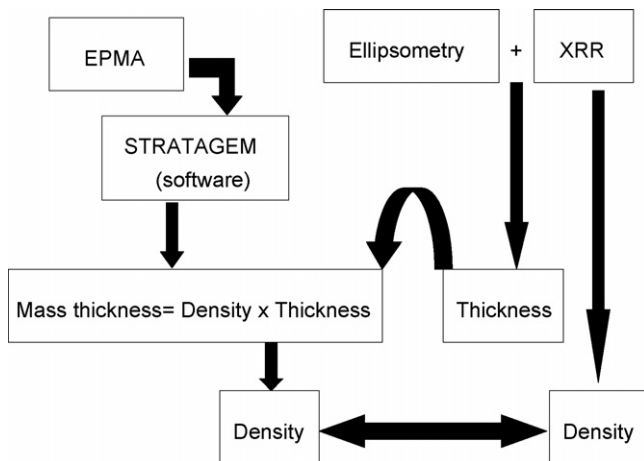 EPMA
Ellipsometry
+
XRR
STRATAGEM
(software)
Mass thickness= Density x Thickness
Thickness
Density
Density